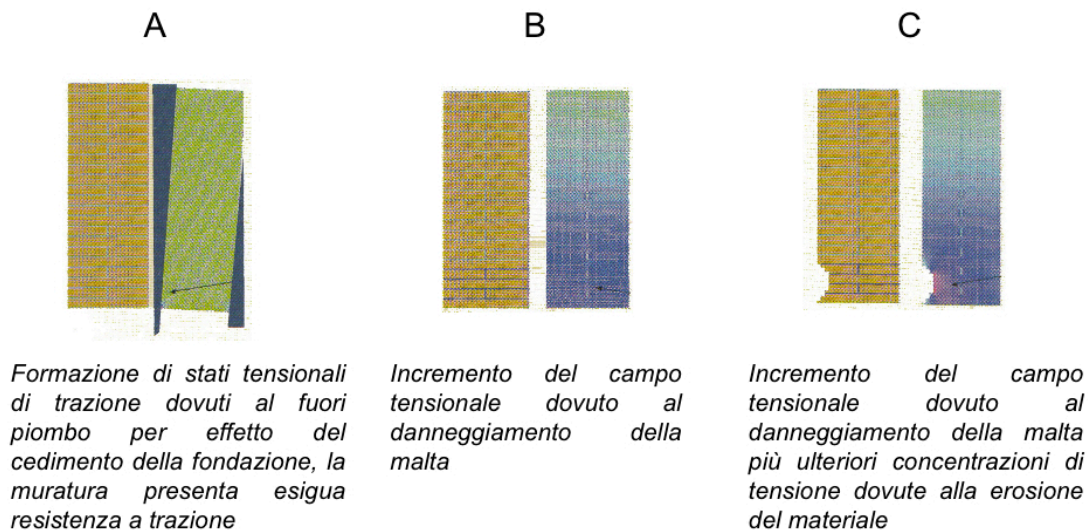 A
B
C
Formazione di stati tensionali
di trazione dovuti al fuori
piombo per effetto del
cedimento della fondazione, la
muratura presenta esigua
resistenza a trazione
Incremento del campo
tensionale dovuto al
danneggiamento della
malta
Incremento del campo
tensionale dovuto al
danneggiamento della malta
più ulteriori concentrazioni di
tensione dovute alla erosione
del materiale